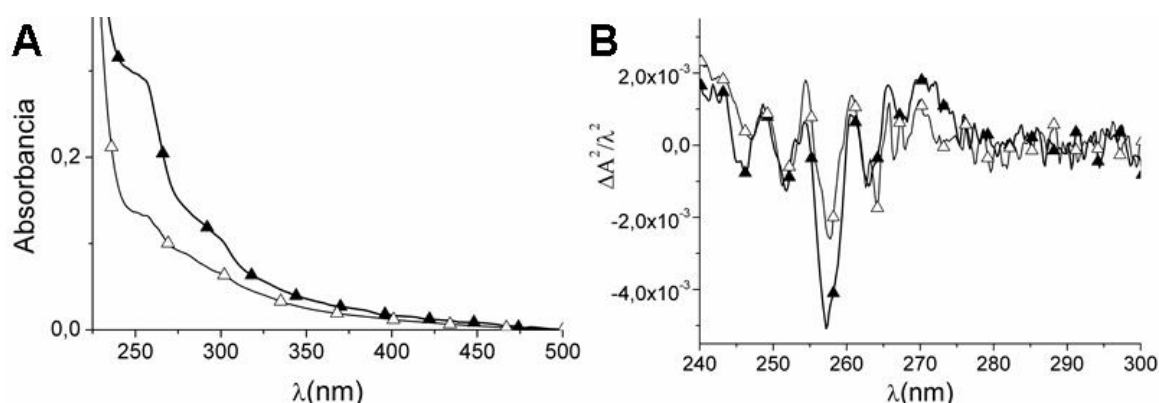 A
Absorbancia
0,2
0,0
250 300 350 400 450 500
λ(nm)
B
ΔA²/λ²
2,0x10⁻³
0,0
-2,0x10⁻³
-4,0x10⁻³
240 250 260 270 280 290 300
λ(nm)